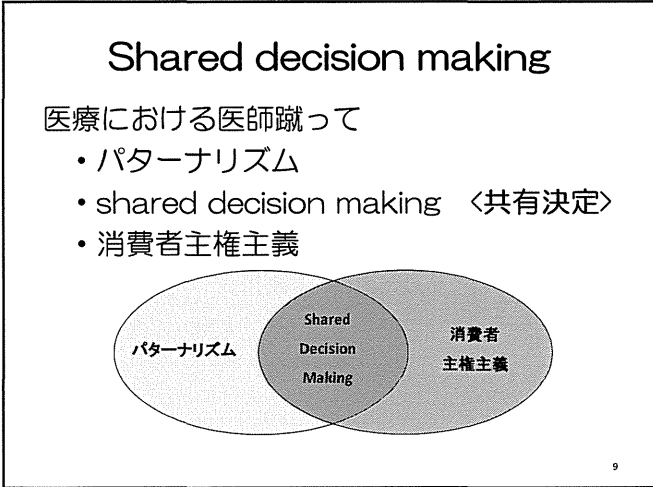 Shared decision making
医療における医師蹴って
・パターナリズム
・shared decision making 〈共有決定〉
・消費者主権主義
パターナリズム
Shared
Decision
Making
消費者
主権主義
9